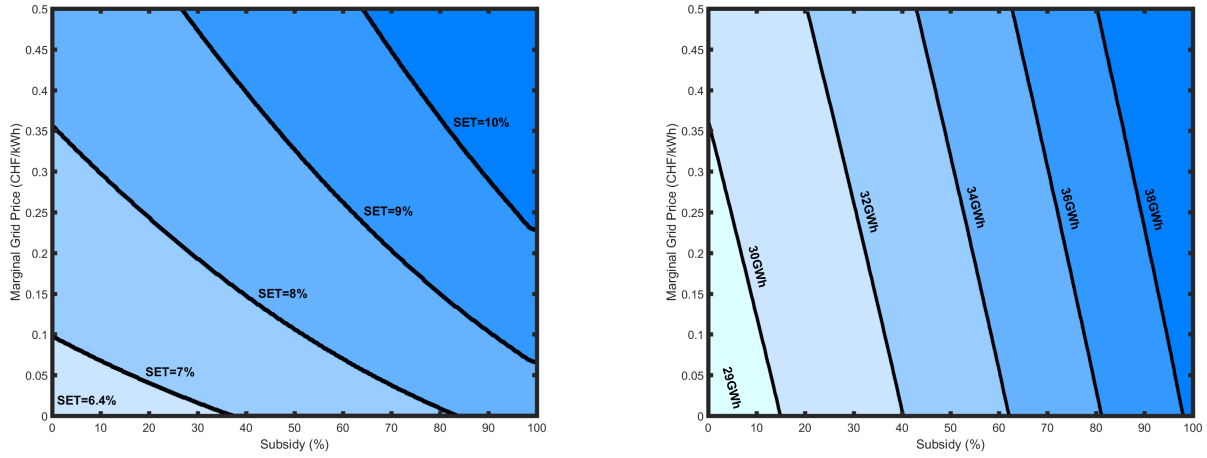 0.5
0.45
0.4
0.35
0.3
0.25
0.2
0.15
0.1
0.05
0
Marginal Grid Price (CHF/kWh)
SET=10%
SET=9%
SET=8%
SET=7%
SET=6.4%
0 10 20 30 40 50 60 70 80 90 100
Subsidy (%)
0.5
0.45
0.4
0.35
0.3
0.25
0.2
0.15
0.1
0.05
0
Marginal Grid Price (CHF/kWh)
29GWh
30GWh
32GWh
34GWh
36GWh
38GWh
0 10 20 30 40 50 60 70 80 90 100
Subsidy (%)